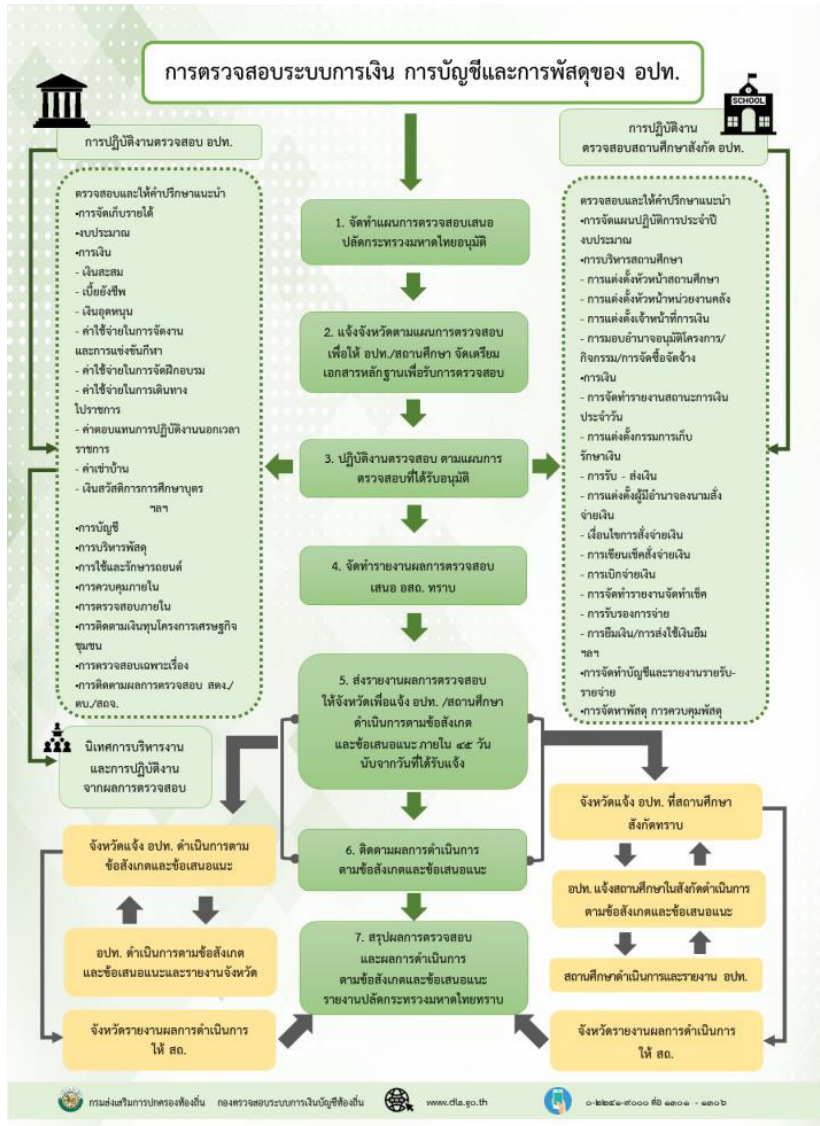 การตรวจสอบระบบการเงิน การบัญชีและการพัสดุของ อปท.
การปฏิบัติงานตรวจสอบ อปท.
ตรวจสอบและให้คำปรึกษาแนะนำ
•การจัดเก็บรายได้
•งบประมาณ
•การเงิน
- เงินสะสม
- เบี้ยยังชีพ
- เงินอุดหนุน
- ค่าใช้จ่ายในการจัดงาน
และการแข่งขันกีฬา
- ค่าใช้จ่ายในการจัดฝึกอบรม
- ค่าใช้จ่ายในการเดินทาง
ไปราชการ
- ค่าตอบแทนการปฏิบัติงานนอกเวลา
ราชการ
- ค่าเช่าบ้าน
- เงินสวัสดิการการศึกษาบุตร
ฯลฯ
•การบัญชี
•การบริหารพัสดุ
•การใช้และรักษารถยนต์
•การควบคุมภายใน
•การตรวจสอบภายใน
•การติดตามเงินทุนโครงการเศรษฐกิจ
ชุมชน
•การตรวจสอบเฉพาะเรื่อง
•การติดตามผลการตรวจสอบ สตง./
ตบ./สถจ.
นิเทศการบริหารงาน
และการปฏิบัติงาน
จากผลการตรวจสอบ
1. จัดทำแผนการตรวจสอบเสนอ
ปลัดกระทรวงมหาดไทยอนุมัติ
2. แจ้งจังหวัดตามแผนการตรวจสอบ
เพื่อให้ อปท./สถานศึกษา จัดเตรียม
เอกสารหลักฐานเพื่อรับการตรวจสอบ
3. ปฏิบัติงานตรวจสอบ ตามแผนการ
ตรวจสอบที่ได้รับอนุมัติ
4. จัดทำรายงานผลการตรวจสอบ
เสนอ อสถ. ทราบ
5. ส่งรายงานผลการตรวจสอบ
ให้จังหวัดเพื่อแจ้ง อปท. /สถานศึกษา
ดำเนินการตามข้อสังเกต
และข้อเสนอแนะ ภายใน ๔๕ วัน
นับจากวันที่ได้รับแจ้ง
6. ติดตามผลการดำเนินการ
ตามข้อสังเกตและข้อเสนอแนะ
7. สรุปผลการตรวจสอบ
และผลการดำเนินการ
ตามข้อสังเกตและข้อเสนอแนะ
รายงานปลัดกระทรวงมหาดไทยทราบ
SCHOOL
การปฏิบัติงาน
ตรวจสอบสถานศึกษาสังกัด อปท.
ตรวจสอบและให้คำปรึกษาแนะนำ
•การจัดแผนปฏิบัติการประจำปี
งบประมาณ
•การบริหารสถานศึกษา
- การแต่งตั้งหัวหน้าสถานศึกษา
- การแต่งตั้งหัวหน้าหน่วยงานคลัง
- การแต่งตั้งเจ้าหน้าที่การเงิน
- การมอบอำนาจอนุมัติโครงการ/
กิจกรรม/การจัดซื้อจัดจ้าง
•การเงิน
- การจัดทำรายงานสถานะการเงิน
ประจำวัน
- การแต่งตั้งกรรมการเก็บ
รักษาเงิน
- การรับ - ส่งเงิน
- การแต่งตั้งผู้มีอำนาจลงนามสั่ง
จ่ายเงิน
- เงื่อนไขการสั่งจ่ายเงิน
- การเขียนเช็คสั่งจ่ายเงิน
- การเบิกจ่ายเงิน
- การจัดทำรายงานจัดทำเช็ค
- การรับรองการจ่าย
- การยืมเงิน/การส่งใช้เงินยืม
ฯลฯ
•การจัดทำบัญชีและรายงานรายรับ-
รายจ่าย
•การจัดหาพัสดุ การควบคุมพัสดุ
จังหวัดแจ้ง อปท. ดำเนินการตาม
ข้อสังเกตและข้อเสนอแนะ
อปท. ดำเนินการตามข้อสังเกต
และข้อเสนอแนะและรายงานจังหวัด
จังหวัดรายงานผลการดำเนินการ
ให้ สถ.
จังหวัดแจ้ง อปท. ที่สถานศึกษา
สังกัดทราบ
อปท. แจ้งสถานศึกษาในสังกัดดำเนินการ
ตามข้อสังเกตและข้อเสนอแนะ
สถานศึกษาดำเนินการและรายงาน อปท.
จังหวัดรายงานผลการดำเนินการ
ให้ สถ.
กรมส่งเสริมการปกครองท้องถิ่น กองตรวจสอบระบบการเงินบัญชีท้องถิ่น
www.dla.go.th
๐-๒๒๔๑-๙๐๐๐ ต่อ ๑๓๐๑ - ๑๓๐๖